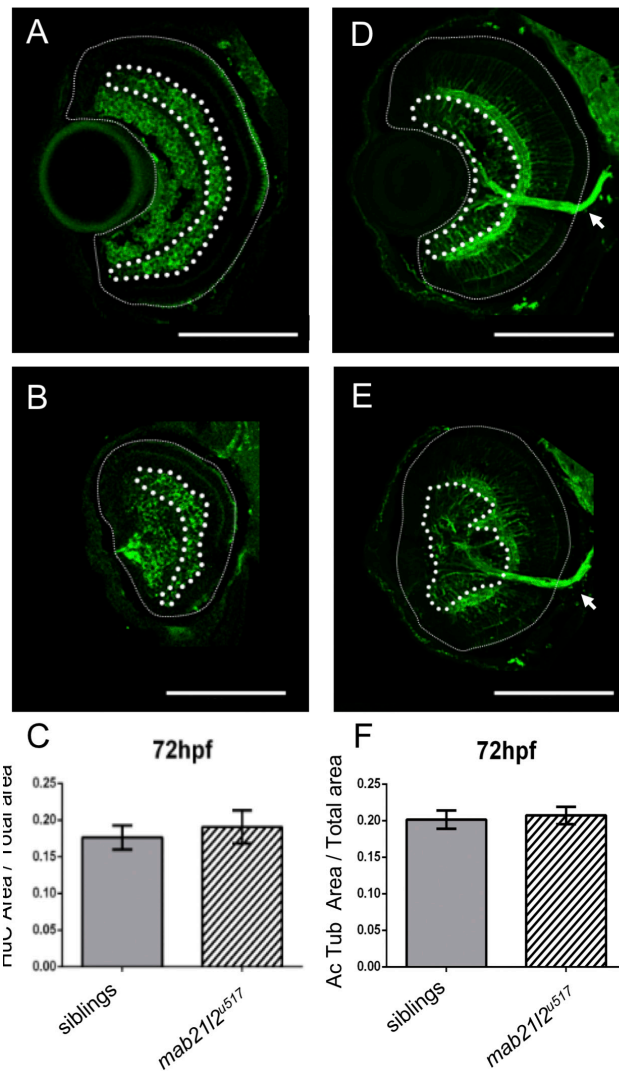 A
D
B
E
C
72hpf
HuC Area / Total area
0.25
0.20
0.15
0.10
0.05
0.00
siblings
mab21l2u517
F
72hpf
Ac Tub Area / Total area
0.25
0.20
0.15
0.10
0.05
0.00
siblings
mab21l2u517